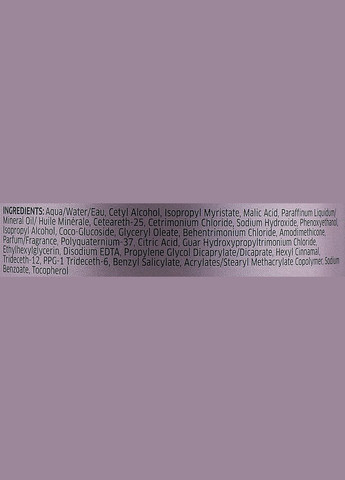 INGREDIENTS: Aqua/Water/Eau, Cetyl Alcohol, Isopropyl Myristate, Malic Acid, Paraffinum Liquidum/
Mineral Oil/ Huile Minérale, Ceteareth-25, Cetrimonium Chloride, Sodium Hydroxide, Phenoxyethanol,
Isopropyl Alcohol, Coco-Glucoside, Glyceryl Oleate, Behentrimonium Chloride, Amodimethicone,
Parfum/Fragrance, Polyquaternium-37, Citric Acid, Guar Hydroxypropyltrimonium Chloride,
Ethylhexylglycerin, Disodium EDTA, Propylene Glycol Dicaprylate/Dicaprate, Hexyl Cinnamal,
Trideceth-12, PPG-1 Trideceth-6, Benzyl Salicylate, Acrylates/Stearyl Methacrylate Copolymer, Sodium
Benzoate, Tocopherol